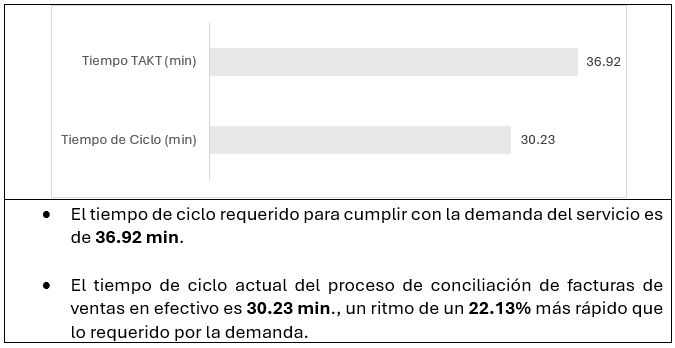 Tiempo TAKT (min) 36.92
Tiempo de Ciclo (min) 30.23
● El tiempo de ciclo requerido para cumplir con la demanda del servicio es
de 36.92 min.
● El tiempo de ciclo actual del proceso de conciliación de facturas de
ventas en efectivo es 30.23 min., un ritmo de un 22.13% más rápido que
lo requerido por la demanda.